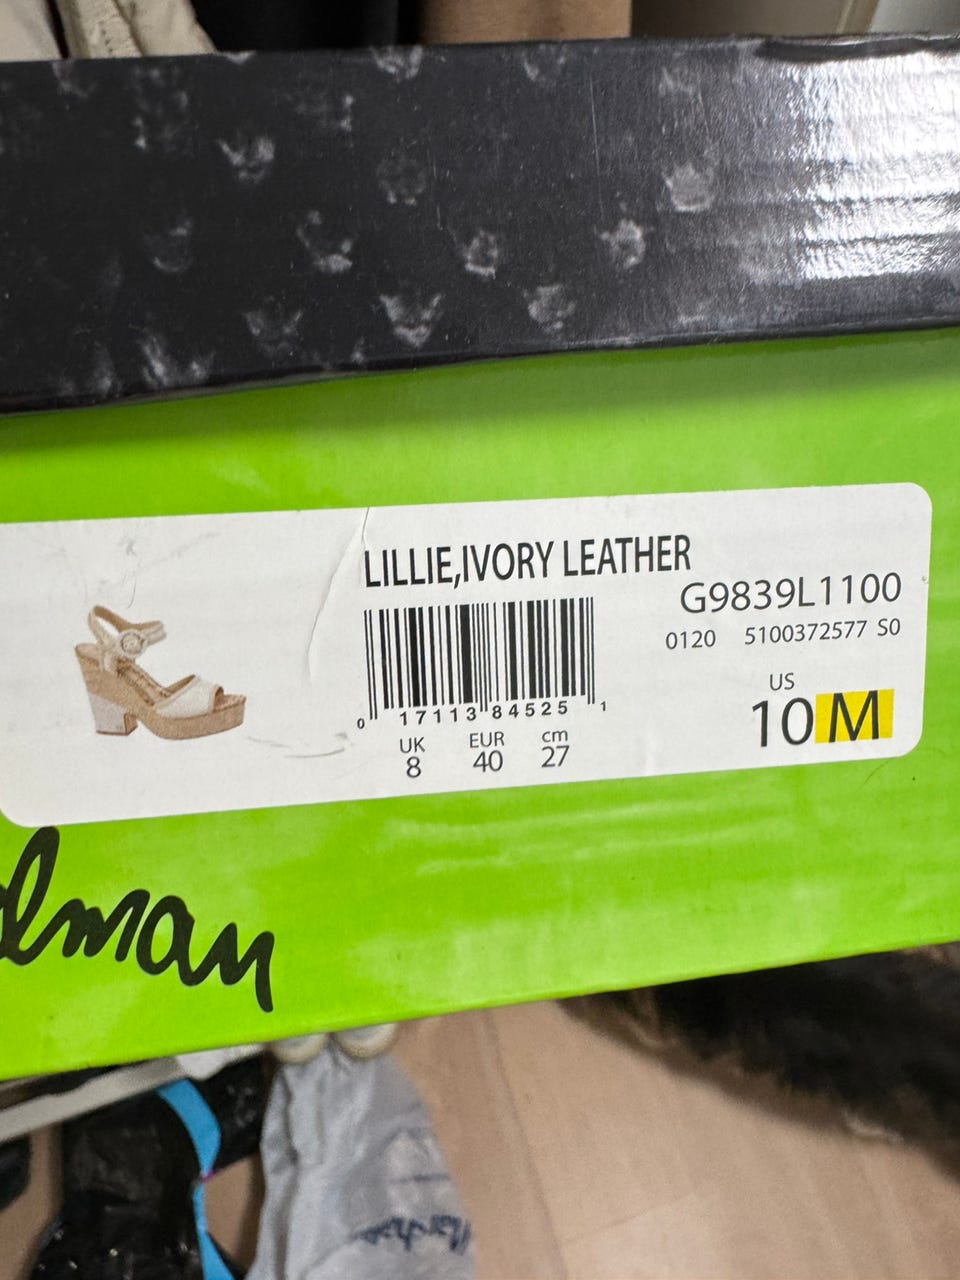 LILLIE,IVORY LEATHER
G9839L1100
0120 5100372577 S0
0 17113 84525 1
US
10 M
UK EUR cm
8 40 27
elman